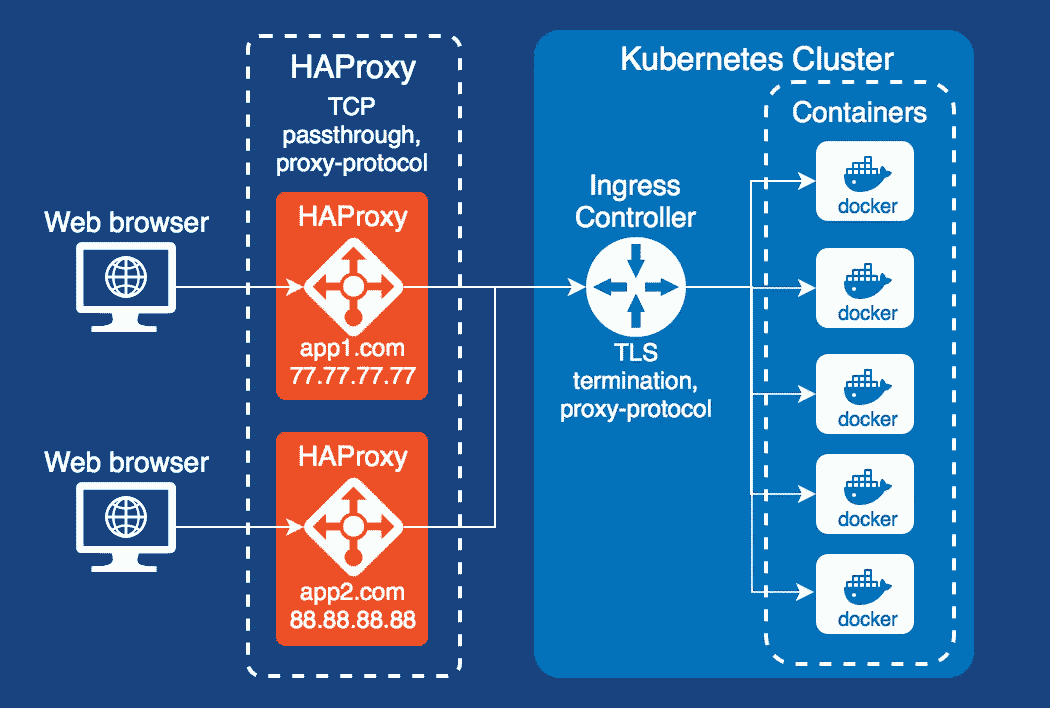 HAProxy
TCP
passthrough,
proxy-protocol
Web browser
HAProxy
app1.com
77.77.77.77
Web browser
HAProxy
app2.com
88.88.88.88
Kubernetes Cluster
Ingress
Controller
TLS
termination,
proxy-protocol
Containers
docker
docker
docker
docker
docker